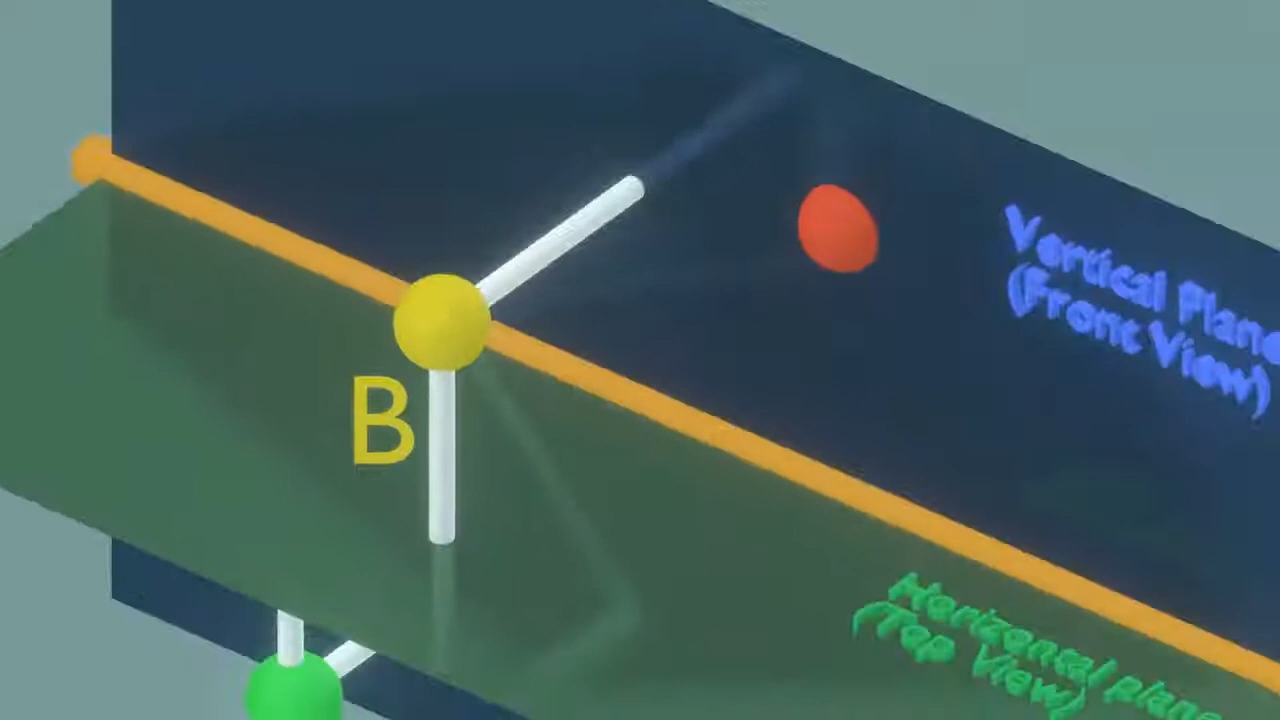 Vertical Plane
(Front View)
B
Horizontal plane
(Top View)